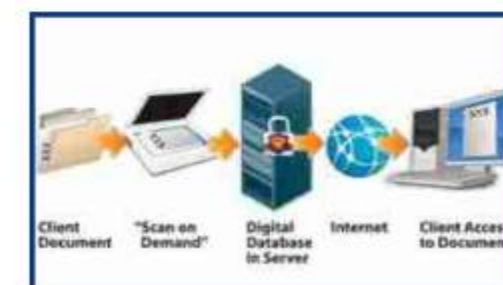 Client
Document
"Scan on
Demand"
Digital
Database
in Server
Internet
Client Acces
to Documen